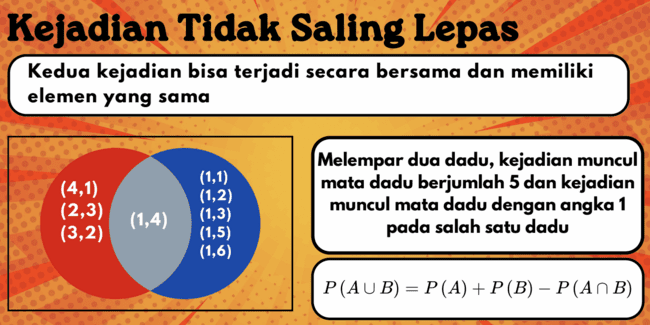 Kejadian Tidak Saling Lepas
Kedua kejadian bisa terjadi secara bersama dan memiliki
elemen yang sama
(4,1)
(2,3)
(3,2)
(1,4)
(1,1)
(1,2)
(1,3)
(1,5)
(1,6)
Melempar dua dadu, kejadian muncul
mata dadu berjumlah 5 dan kejadian
muncul mata dadu dengan angka 1
pada salah satu dadu
P (A ∪ B) = P (A) + P (B) − P (A ∩ B)